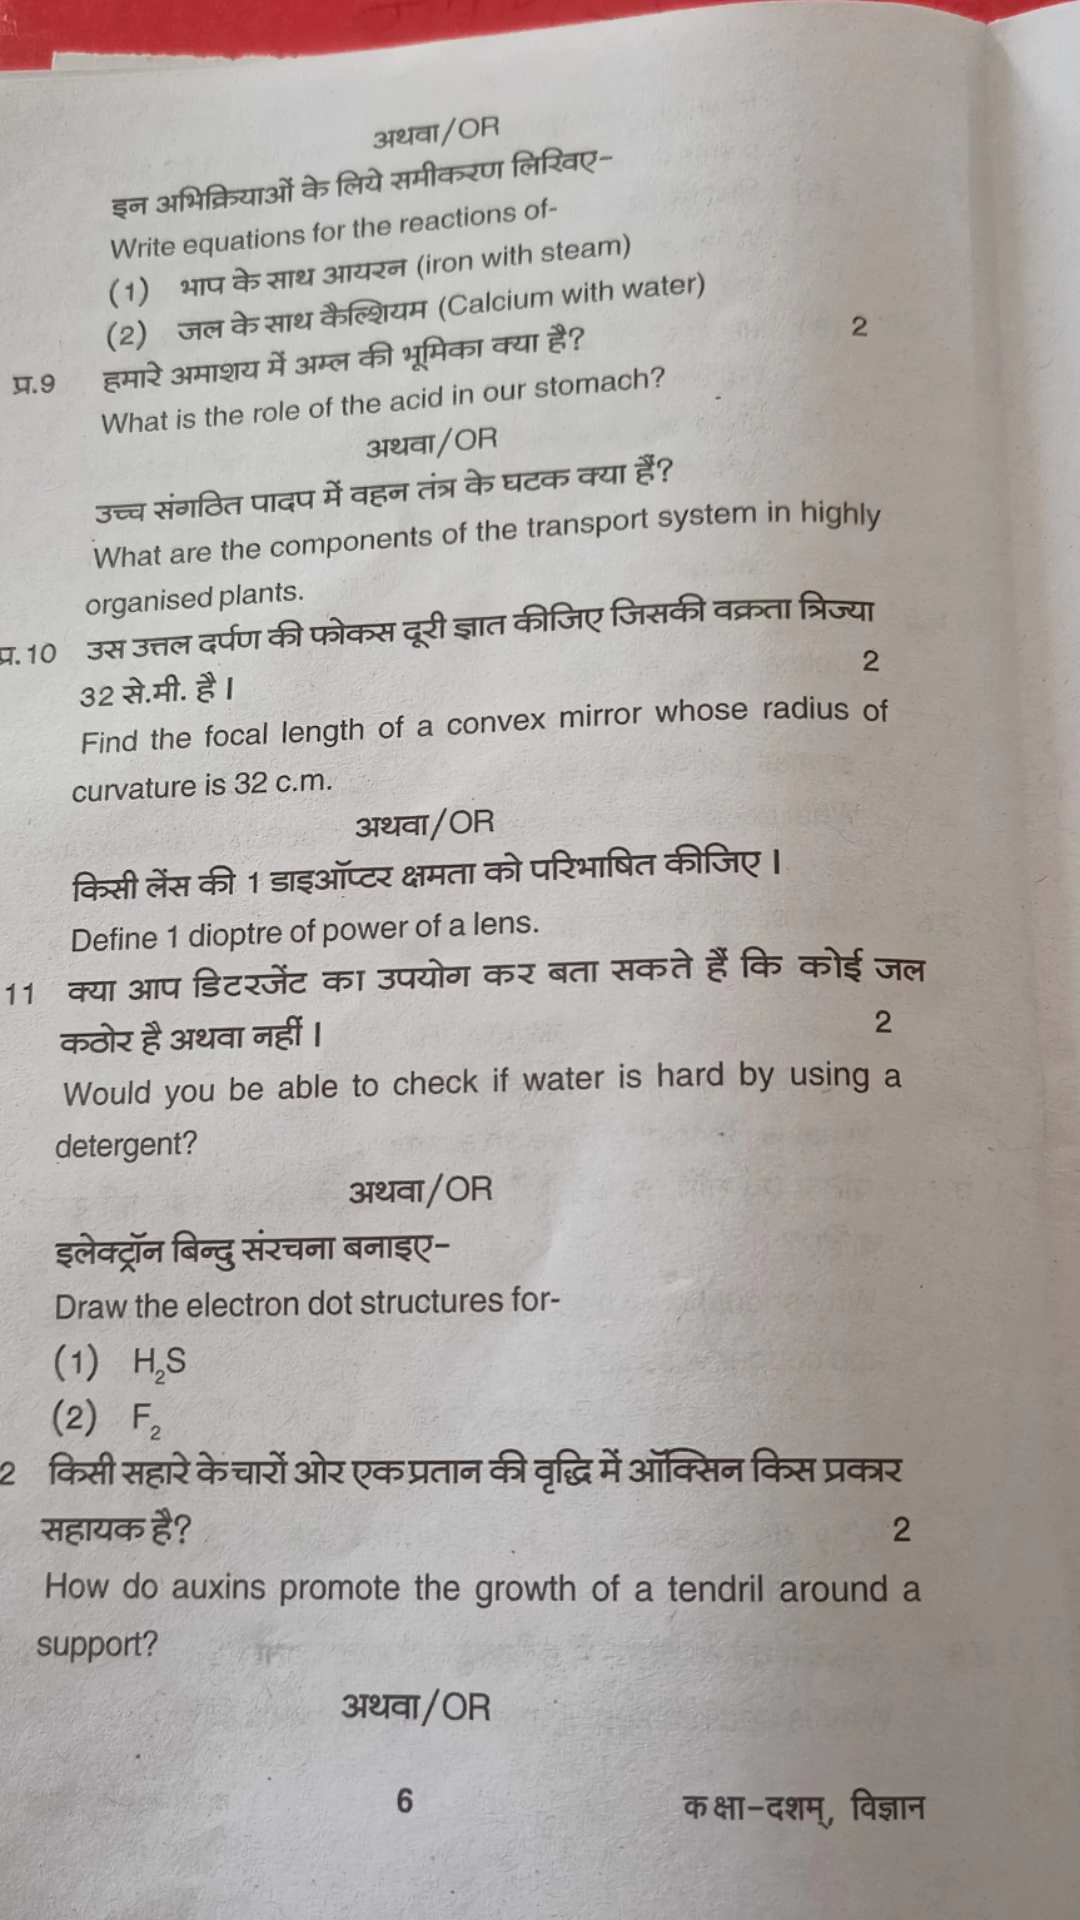 अथवा/OR
इन अभिक्रियाओं के लिये समीकरण लिखिए-
Write equations for the reactions of-
(1) भाप के साथ आयरन (iron with steam)
(2) जल के साथ कैल्शियम (Calcium with water)
प्र.9 हमारे अमाशय में अम्ल की भूमिका क्या है? 2
What is the role of the acid in our stomach?
अथवा/OR
उच्च संगठित पादप में वहन तंत्र के घटक क्या हैं?
What are the components of the transport system in highly
organised plants.
प्र.10 उस उत्तल दर्पण की फोकस दूरी ज्ञात कीजिए जिसकी वक्रता त्रिज्या
32 से.मी. है। 2
Find the focal length of a convex mirror whose radius of
curvature is 32 c.m.
अथवा/OR
किसी लेंस की 1 डाइऑप्टर क्षमता को परिभाषित कीजिए।
Define 1 dioptre of power of a lens.
11 क्या आप डिटरजेंट का उपयोग कर बता सकते हैं कि कोई जल
कठोर है अथवा नहीं। 2
Would you be able to check if water is hard by using a
detergent?
अथवा/OR
इलेक्ट्रॉन बिन्दु संरचना बनाइए-
Draw the electron dot structures for-
(1) H₂S
(2) F₂
2 किसी सहारे के चारों ओर एक प्रतान की वृद्धि में ऑक्सिन किस प्रकार
सहायक है? 2
How do auxins promote the growth of a tendril around a
support?
अथवा/OR
6 कक्षा-दशम्, विज्ञान